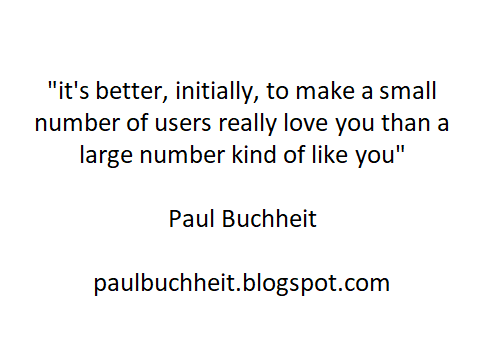 "it's better, initially, to make a small
number of users really love you than a
large number kind of like you"
Paul Buchheit
paulbuchheit.blogspot.com